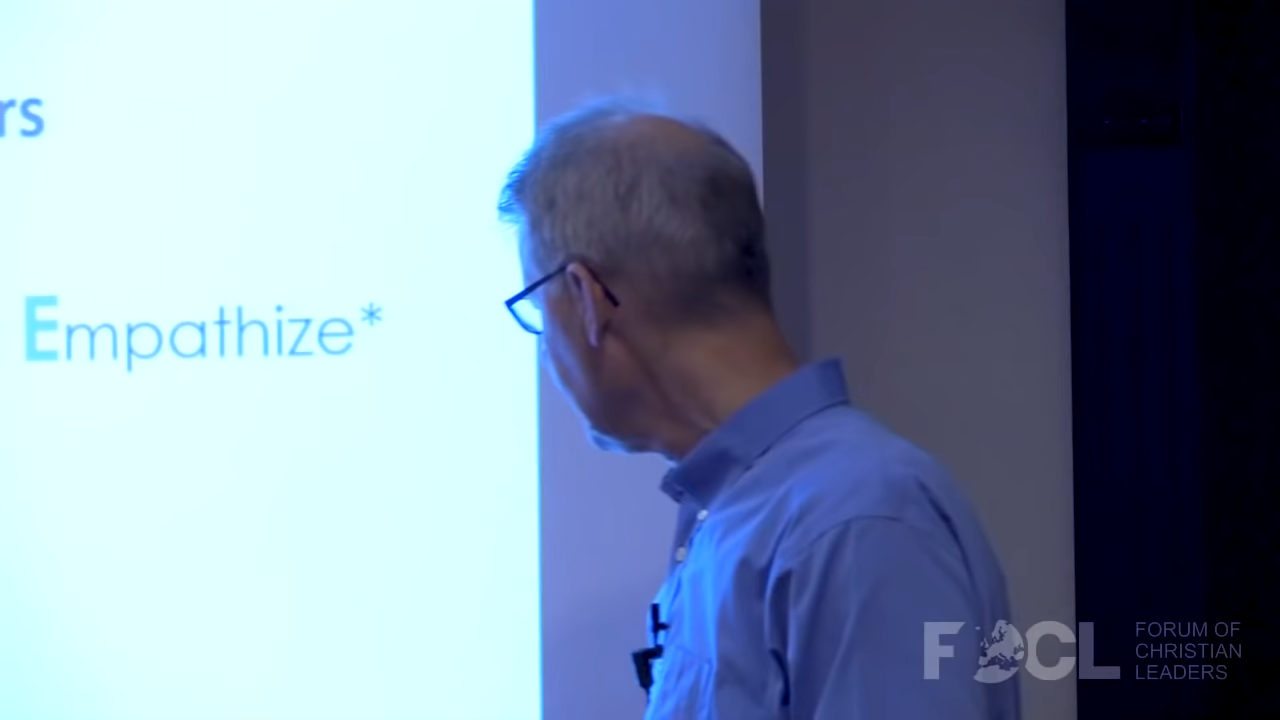 rs
Empathize*
FOCL
FORUM OF
CHRISTIAN
LEADERS